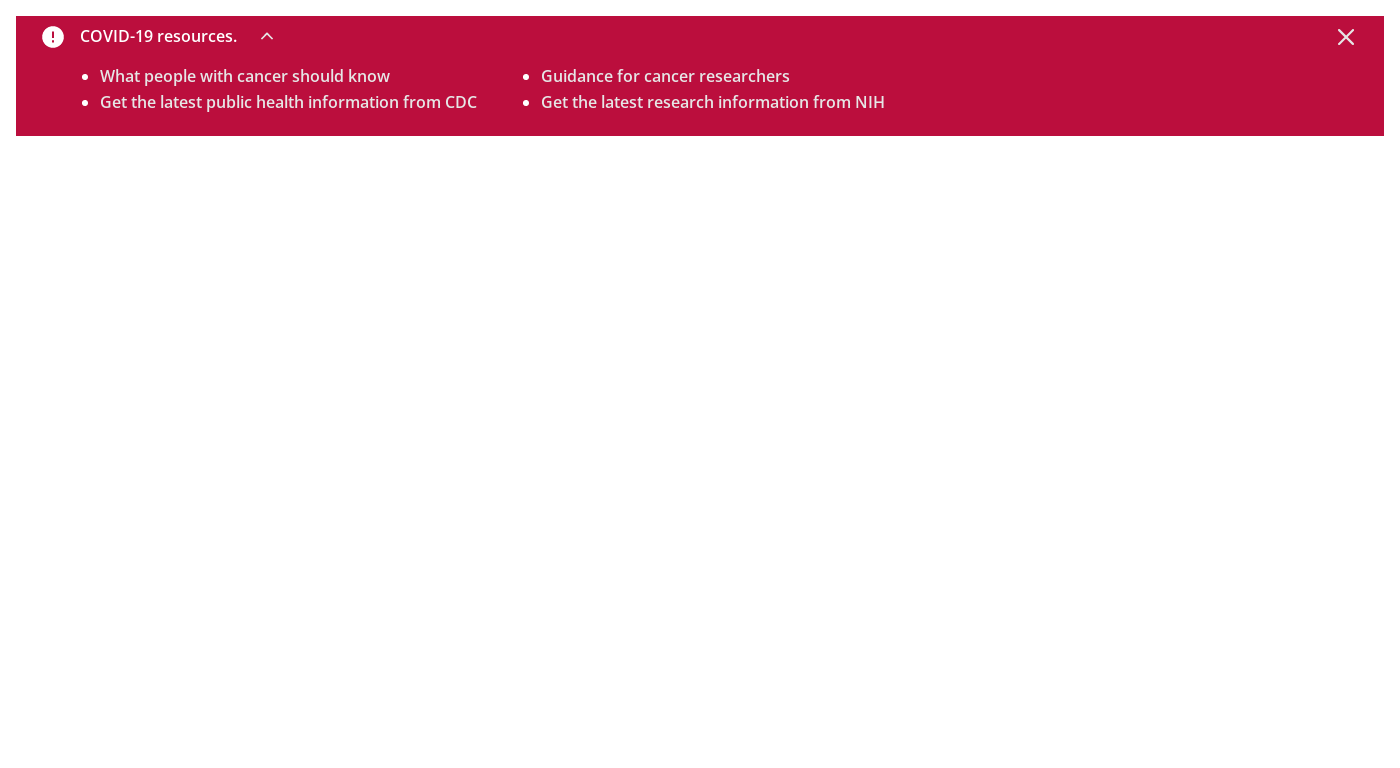 COVID-19 resources.
What people with cancer should know
Get the latest public health information from CDC
Guidance for cancer researchers
Get the latest research information from NIH